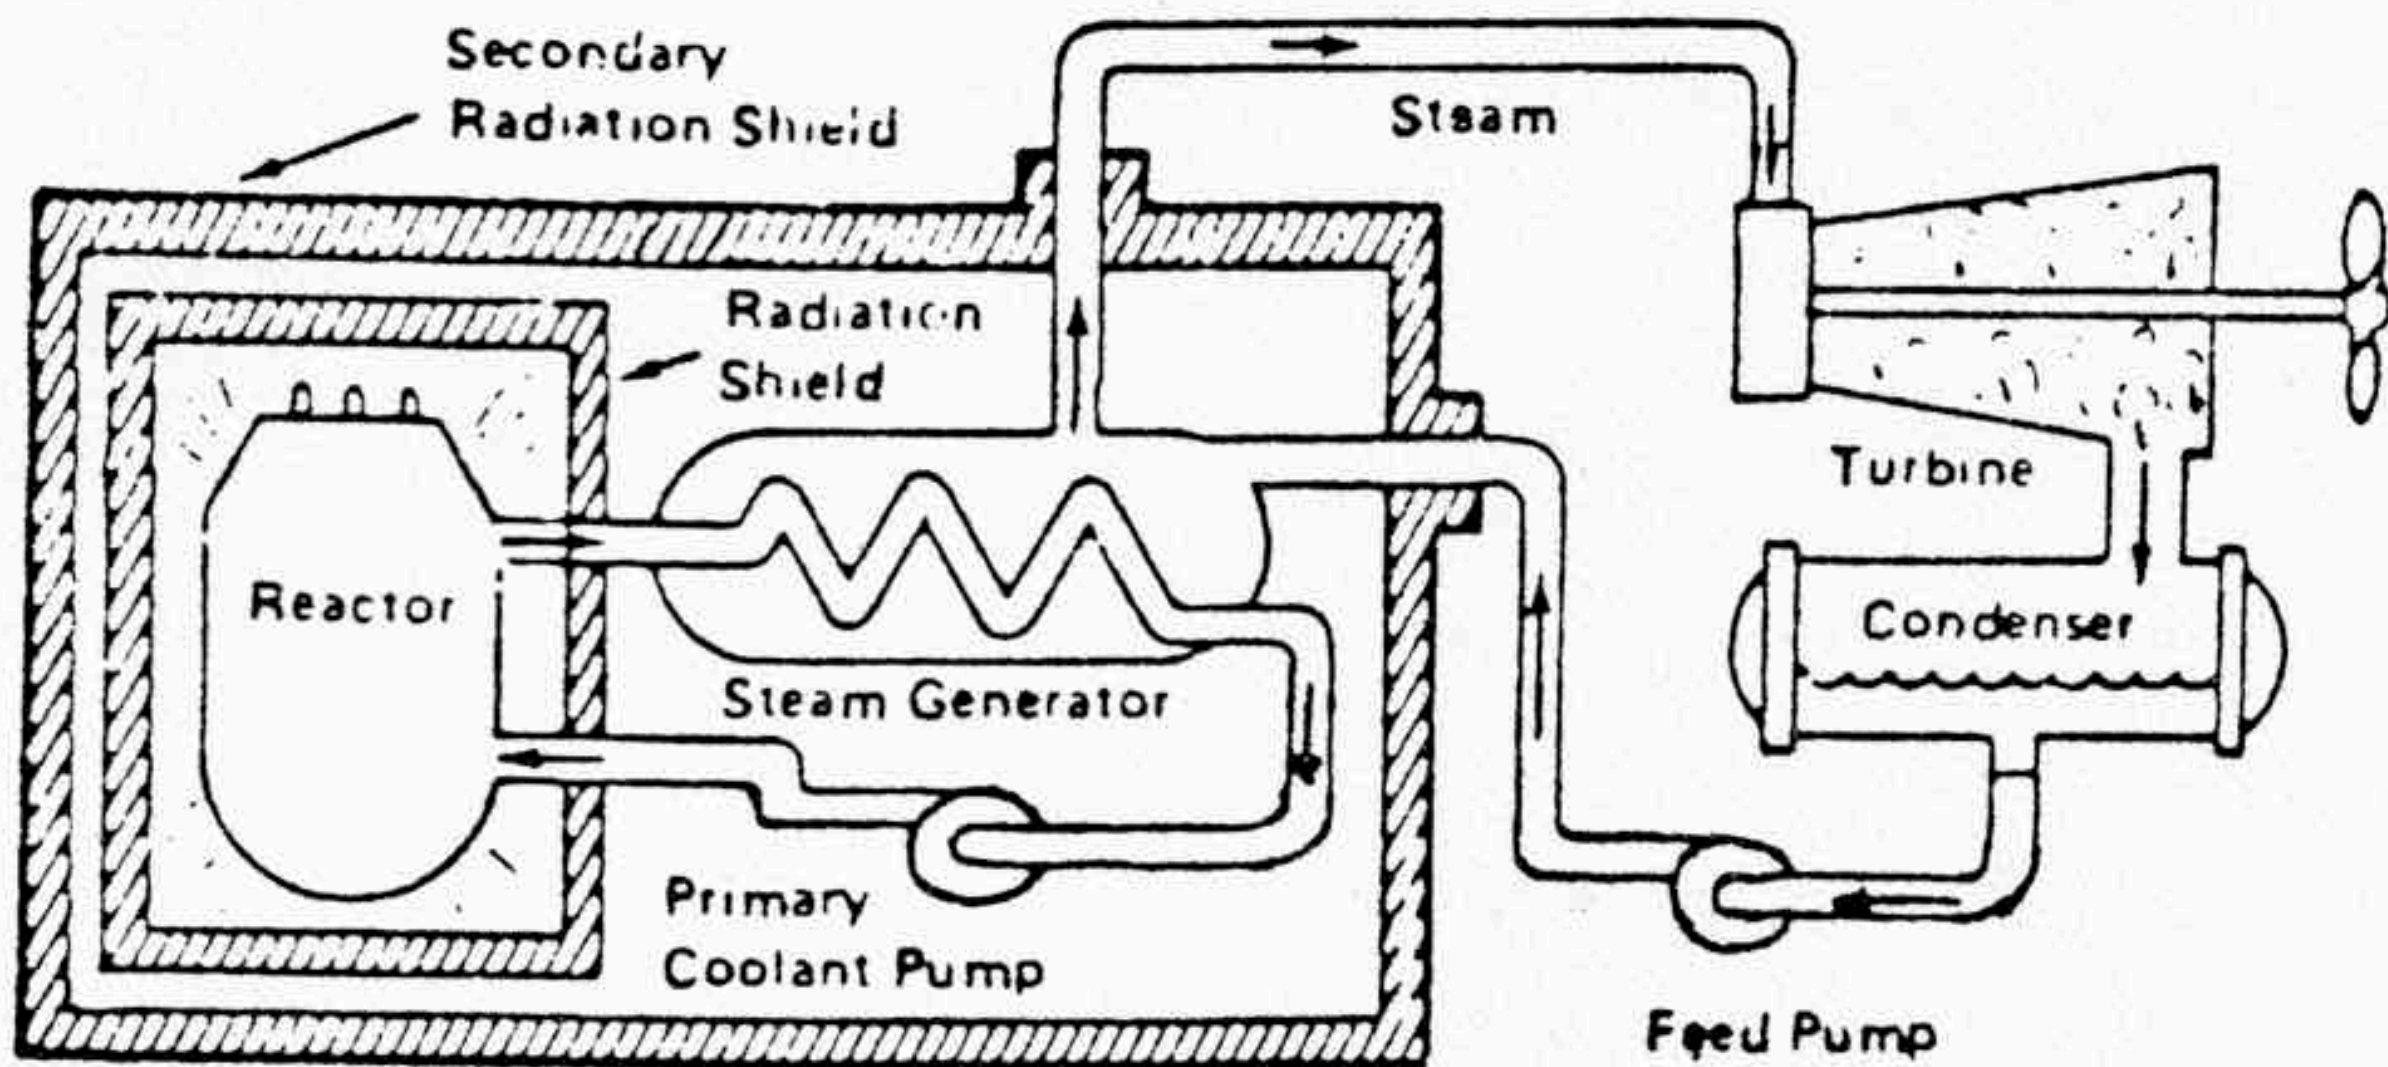 Secondary
Radiation Shield
Steam
Radiation
Shield
Turbine
Reactor
Condenser
Steam Generator
Primary
Coolant Pump
Feed Pump